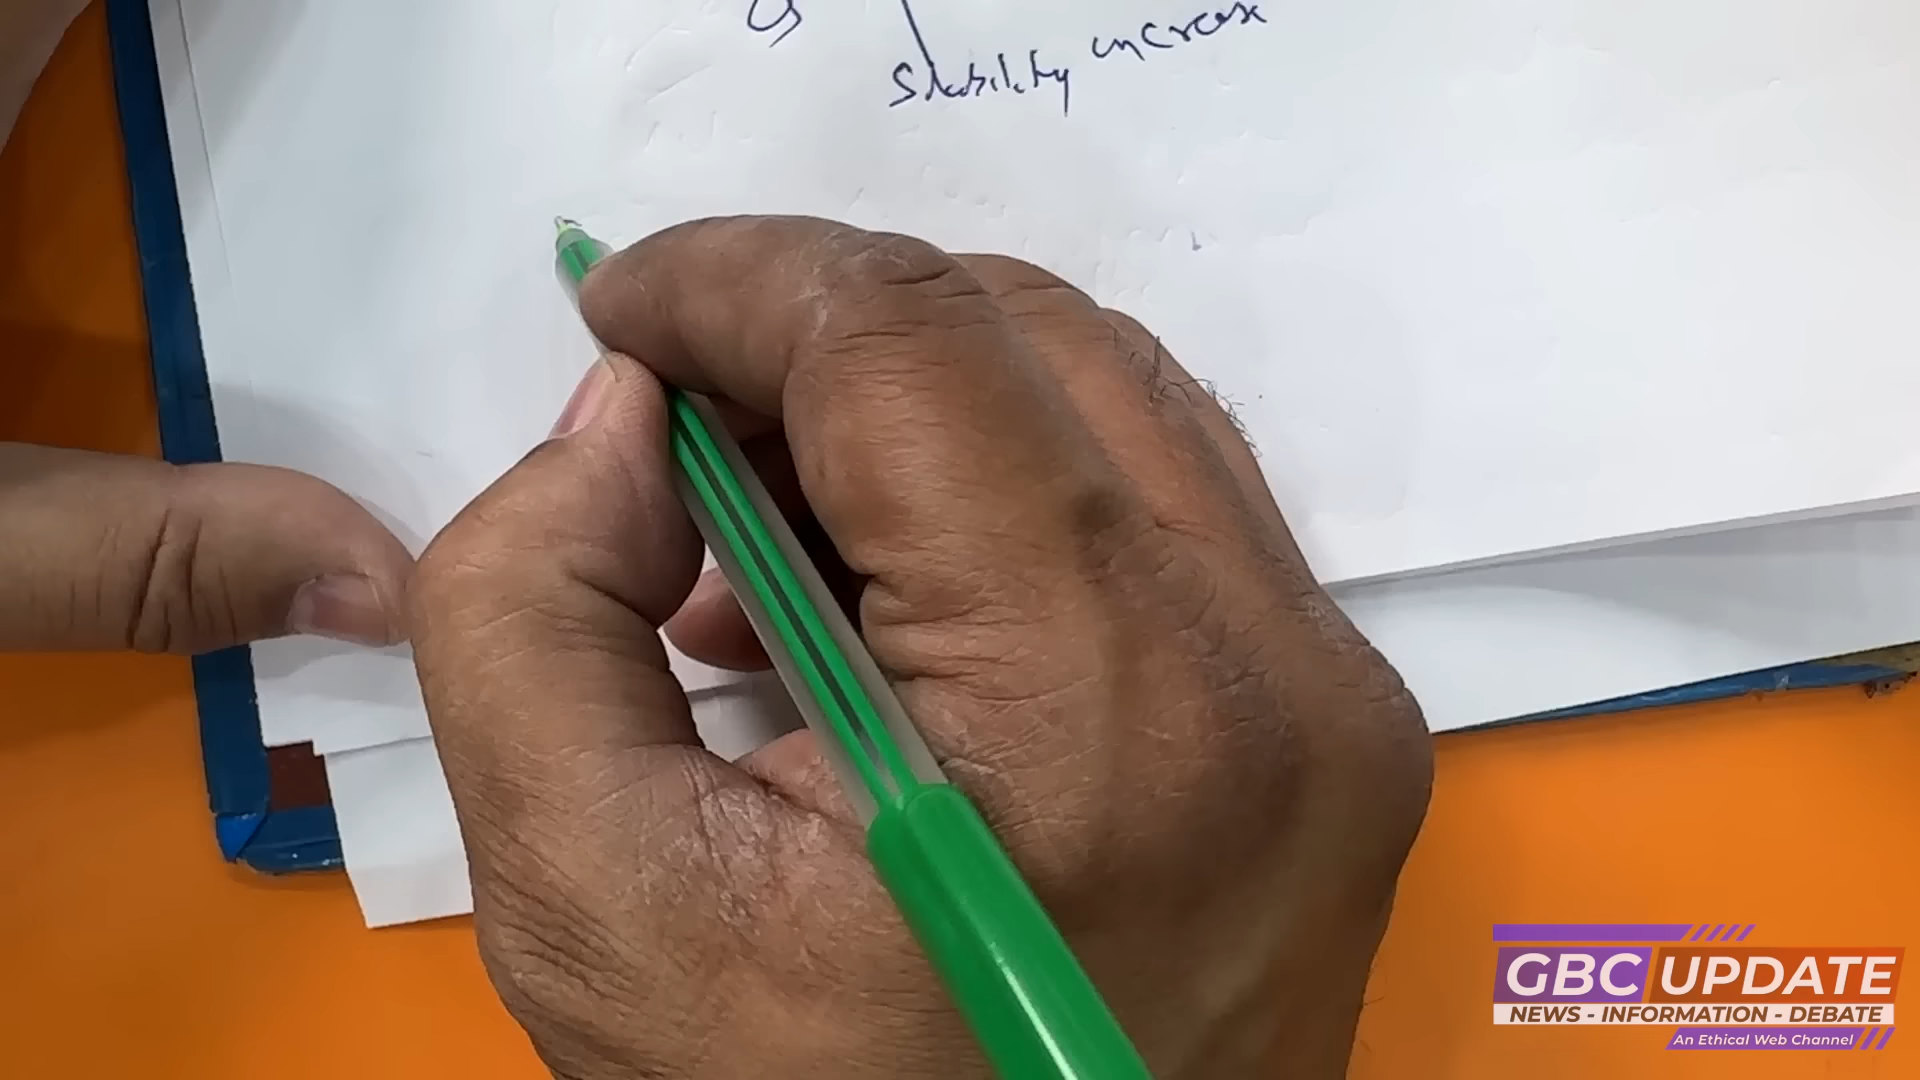 Stability increase
GBC UPDATE
NEWS - INFORMATION - DEBATE
An Ethical Web Channel